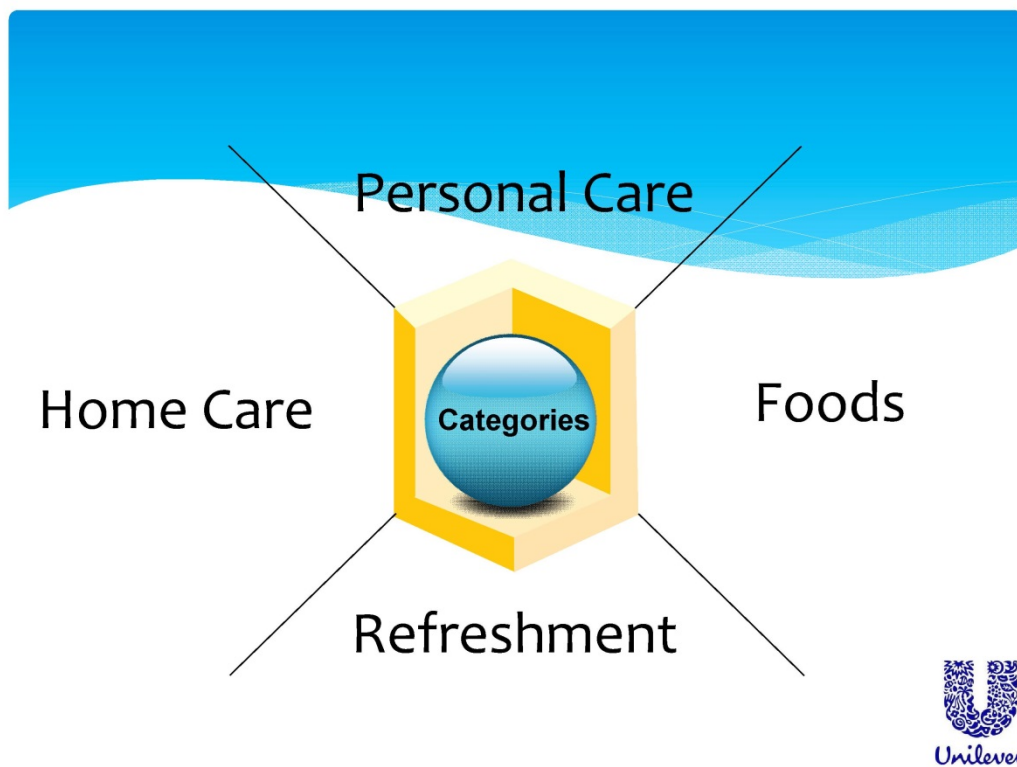 Personal Care
Home Care
Categories
Foods
Refreshment
Unilever